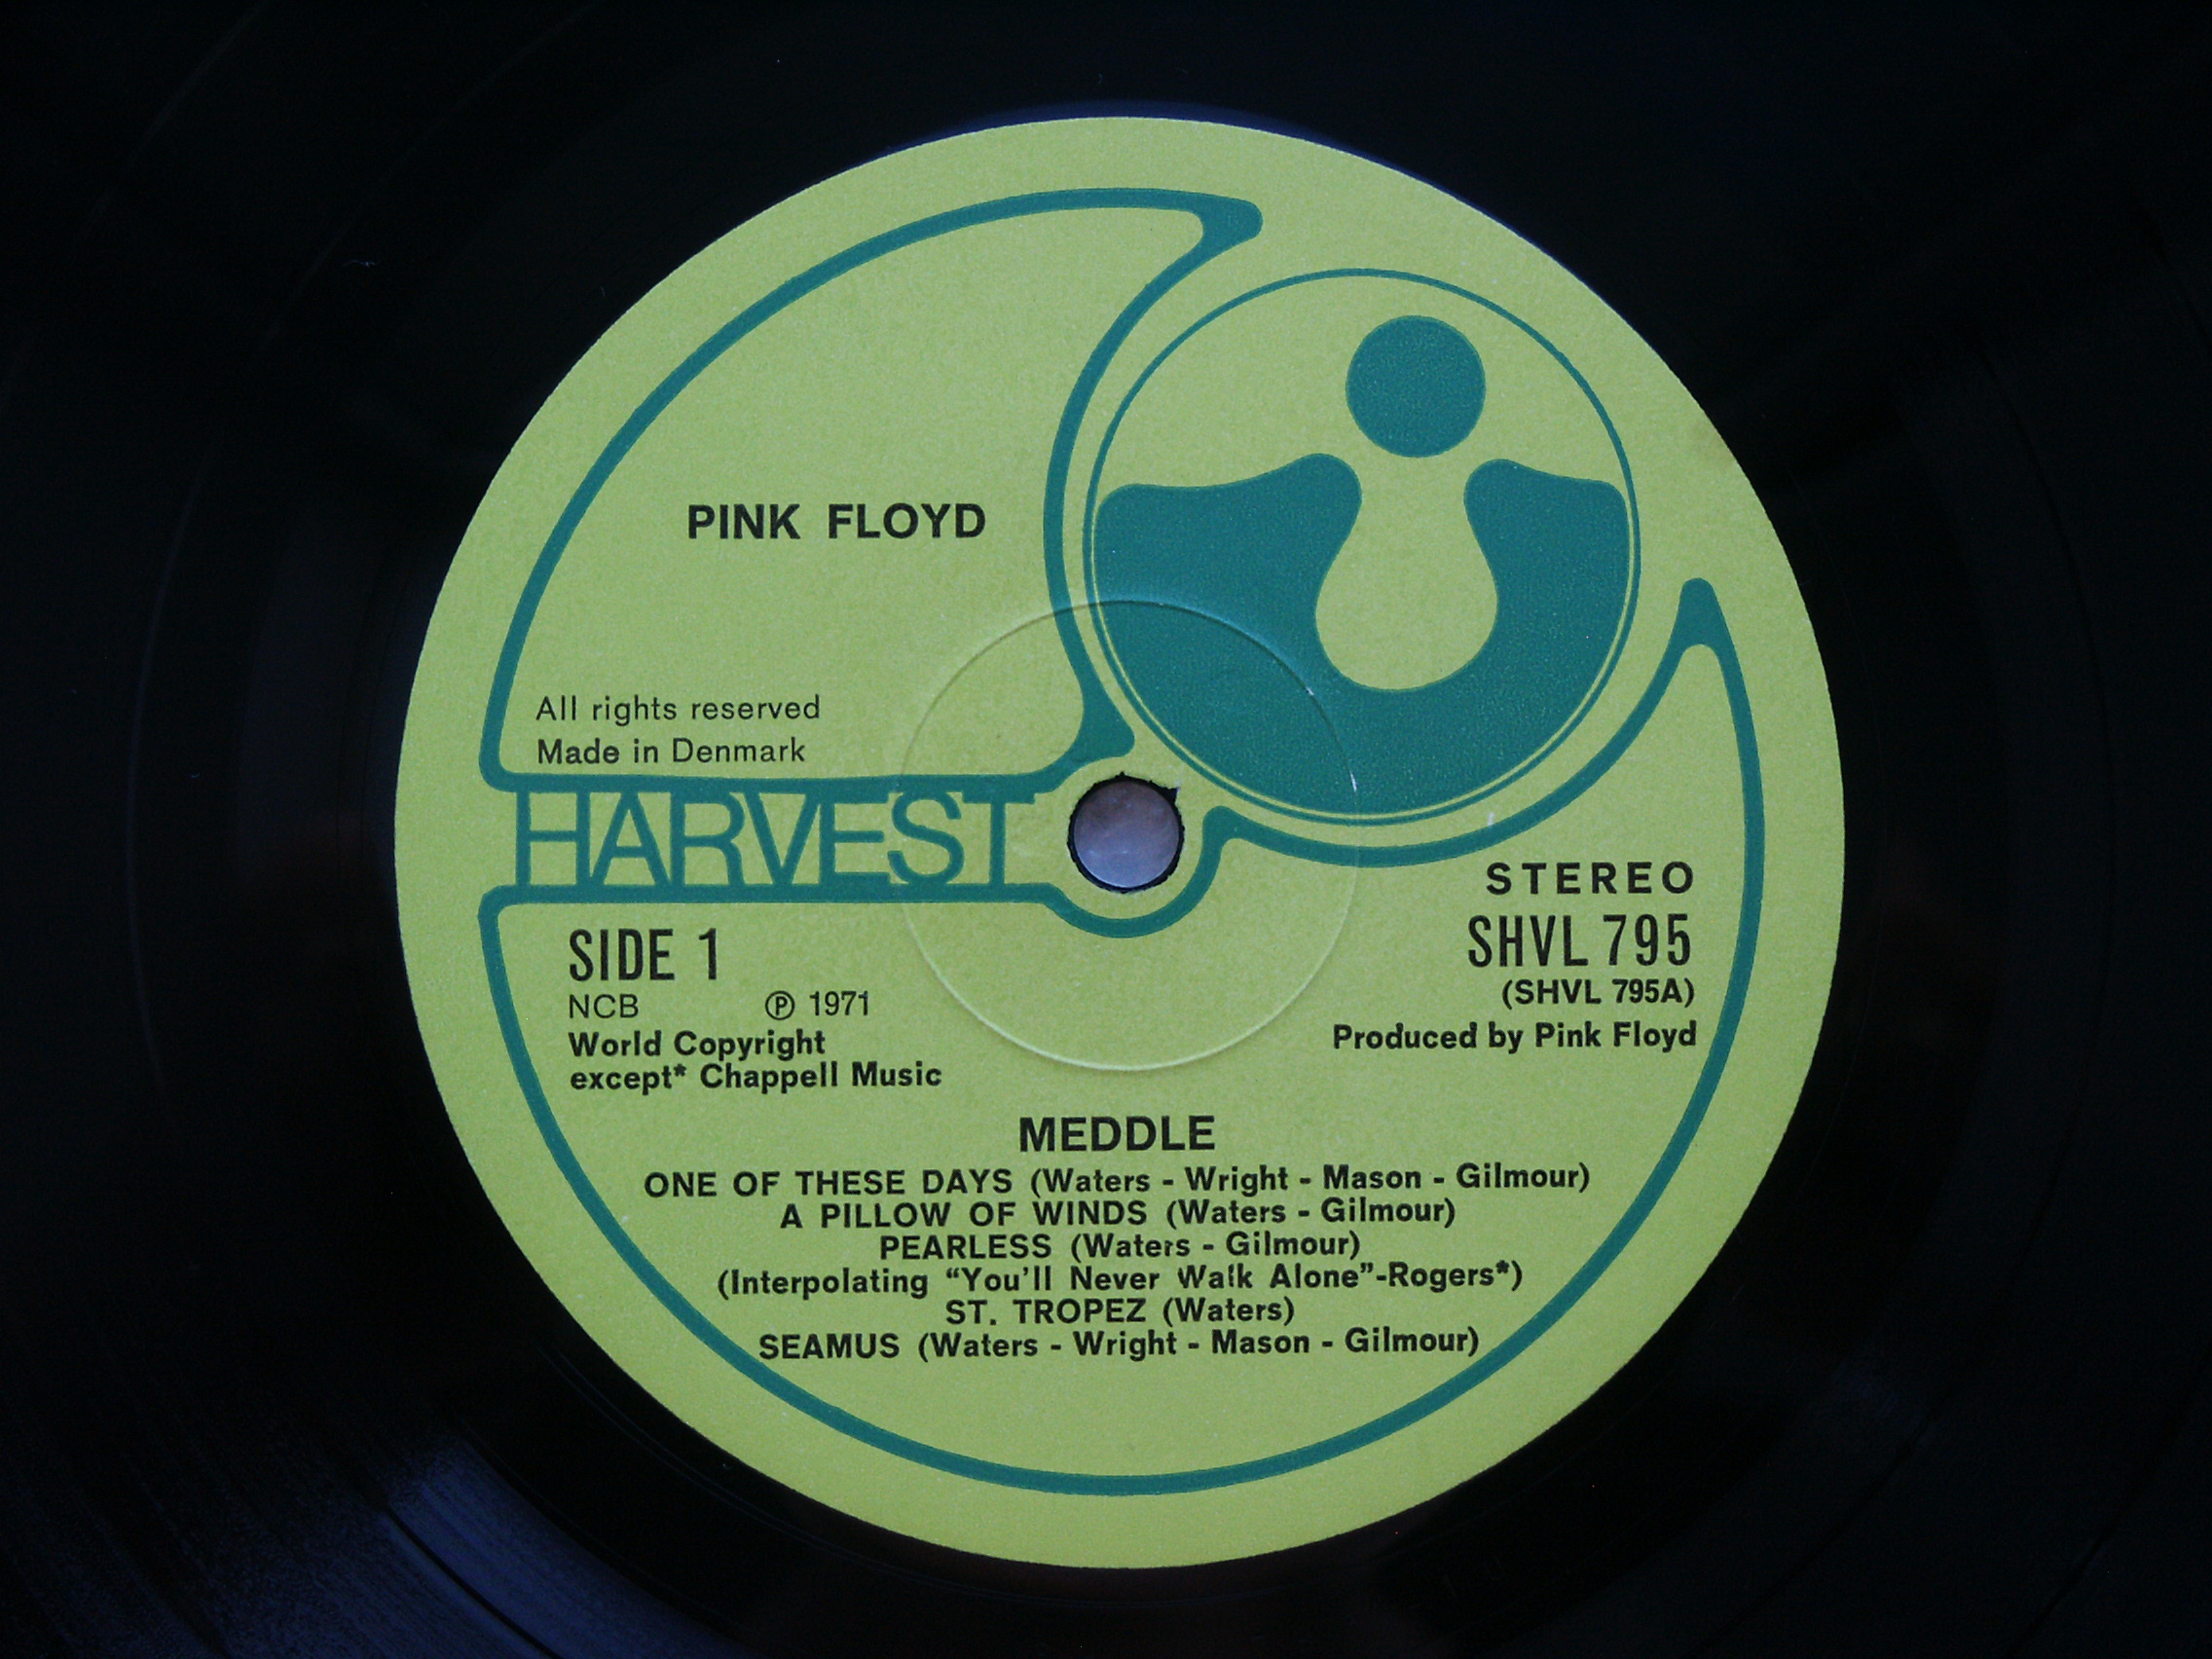 PINK FLOYD
All rights reserved
Made in Denmark
HARVEST
SIDE 1
NCB ℗ 1971
World Copyright
except* Chappell Music
STEREO
SHVL 795
(SHVL 795A)
Produced by Pink Floyd
MEDDLE
ONE OF THESE DAYS (Waters - Wright - Mason - Gilmour)
A PILLOW OF WINDS (Waters - Gilmour)
PEARLESS (Waters - Gilmour)
(Interpolating “You’ll Never Walk Alone”-Rogers*)
ST. TROPEZ (Waters)
SEAMUS (Waters - Wright - Mason - Gilmour)